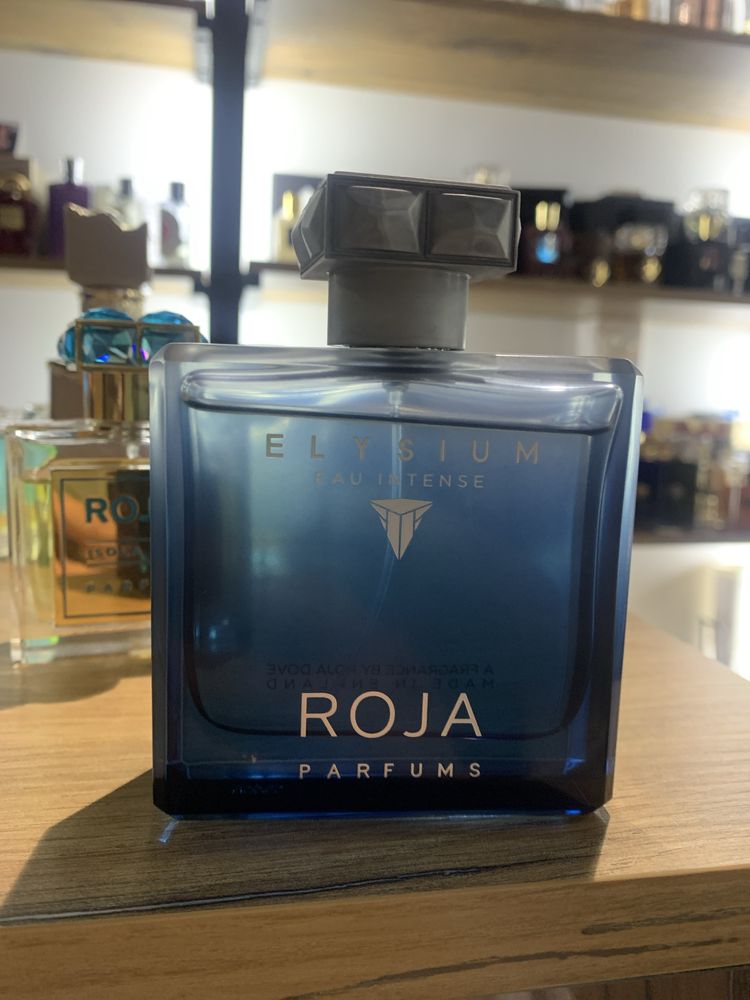 ELYSIUM
EAU INTENSE
A FRAGRANCE BY ROJA DOVE
MADE IN ENGLAND
ROJA
PARFUMS